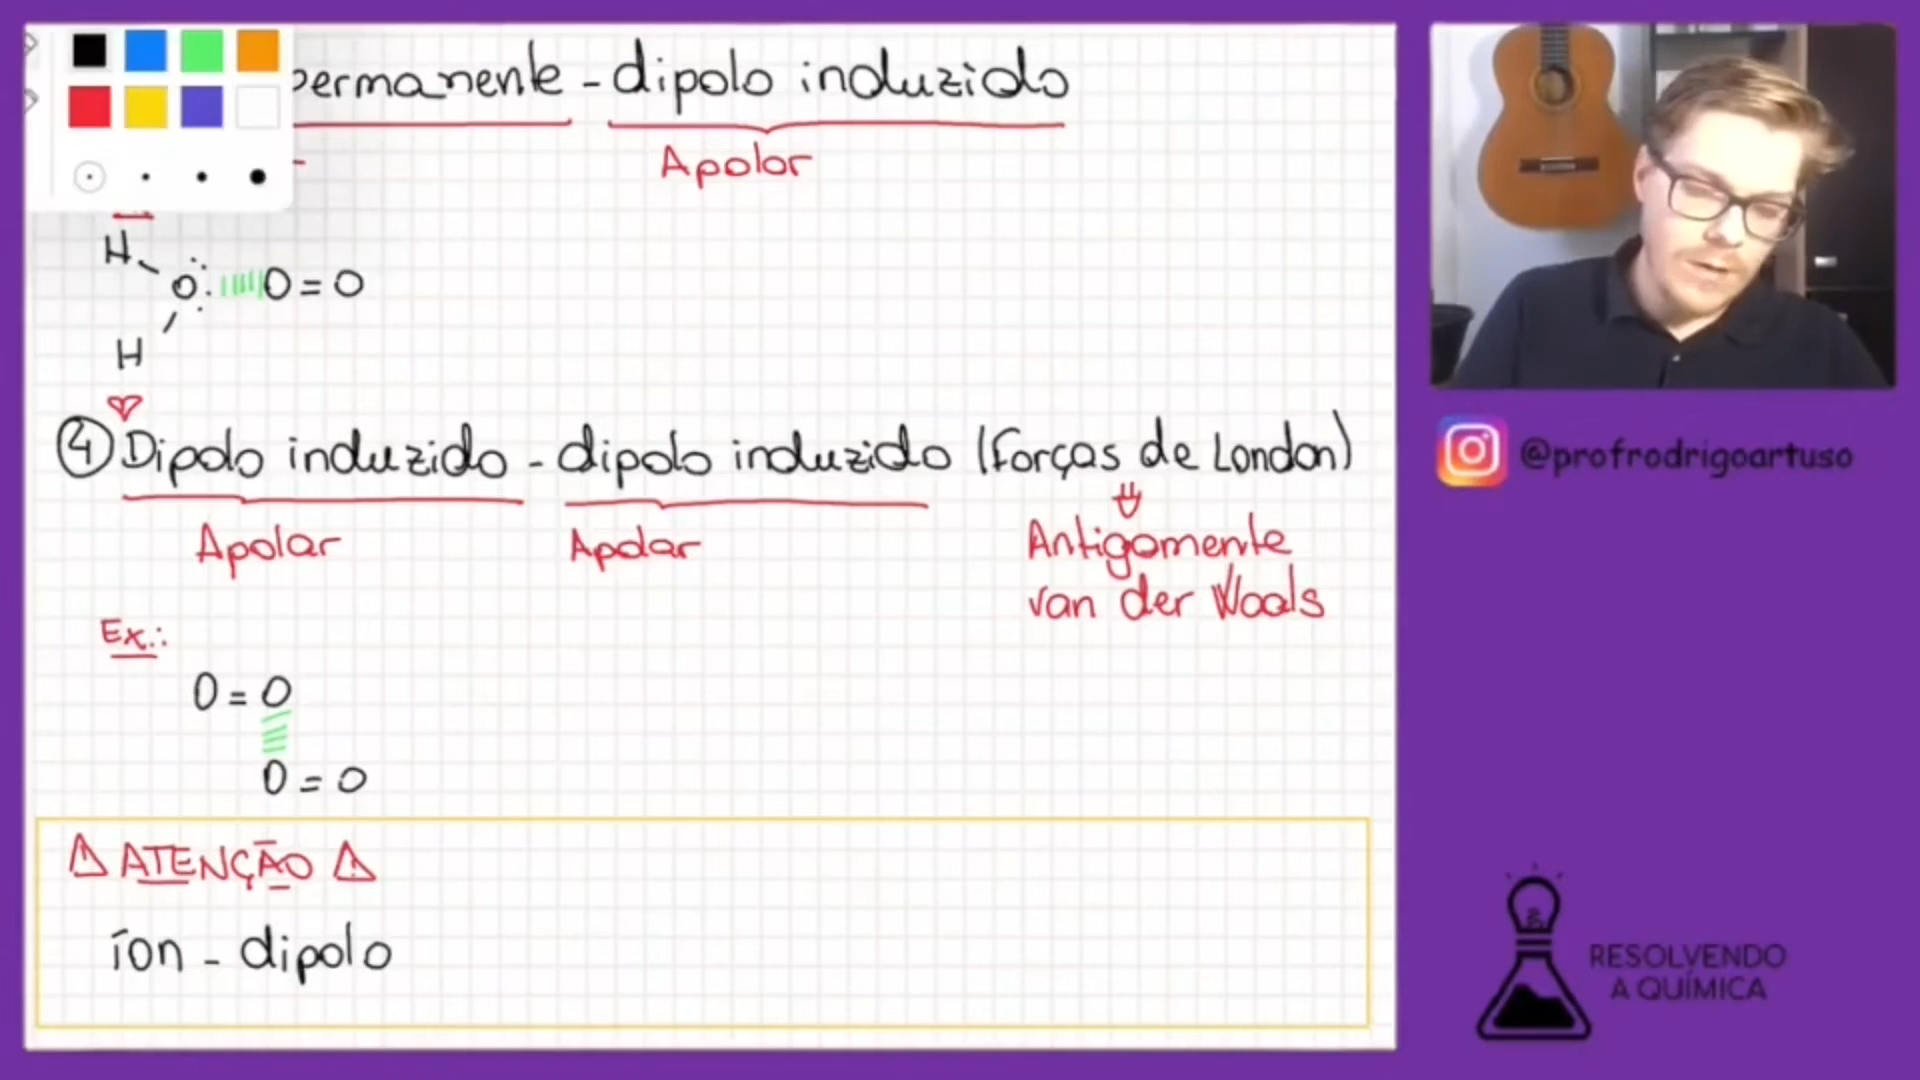 permanente - dipolo induzido
Apolar
H
O O = O
H
④ Dipolo induzido - dipolo induzido (Forças de London)
Apolar Apolar Antigamente
van der Waals
Ex.:
O = O
O = O
⚠ ATENÇÃO ⚠
íon - dipolo
@profrodrigoartuso
RESOLVENDO
A QUÍMICA